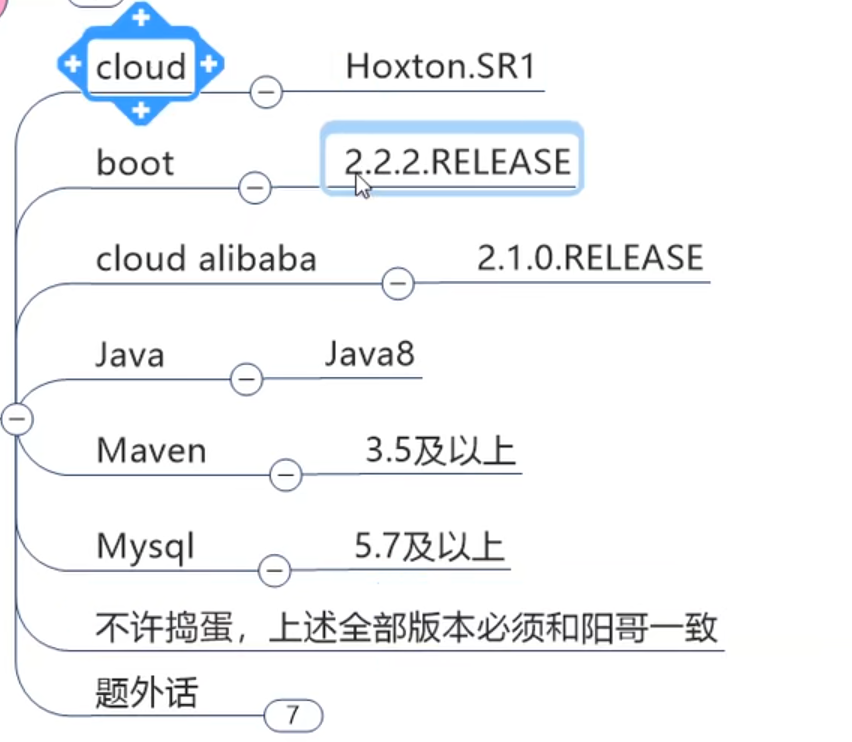 cloud Hoxton.SR1
boot 2.2.2.RELEASE
cloud alibaba 2.1.0.RELEASE
Java Java8
Maven 3.5及以上
Mysql 5.7及以上
不许捣蛋，上述全部版本必须和阳哥一致
题外话 7